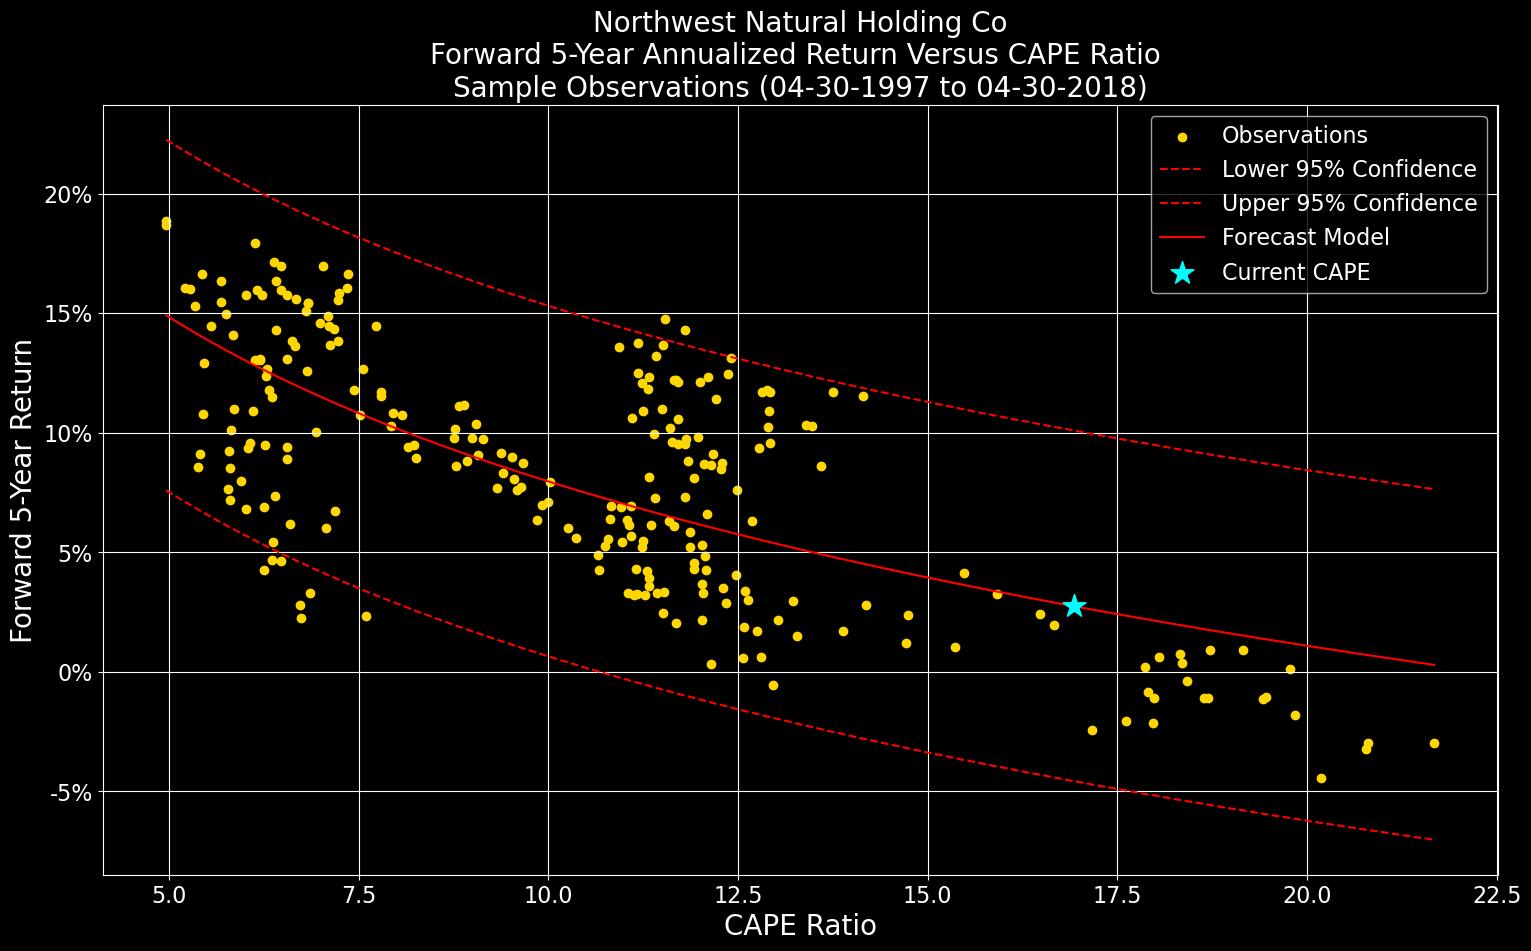 Northwest Natural Holding Co
Forward 5-Year Annualized Return Versus CAPE Ratio
Sample Observations (04-30-1997 to 04-30-2018)
Observations
Lower 95% Confidence
Upper 95% Confidence
Forecast Model
Current CAPE
Forward 5-Year Return
20%
15%
10%
5%
0%
-5%
5.0 7.5 10.0 12.5 15.0 17.5 20.0 22.5
CAPE Ratio